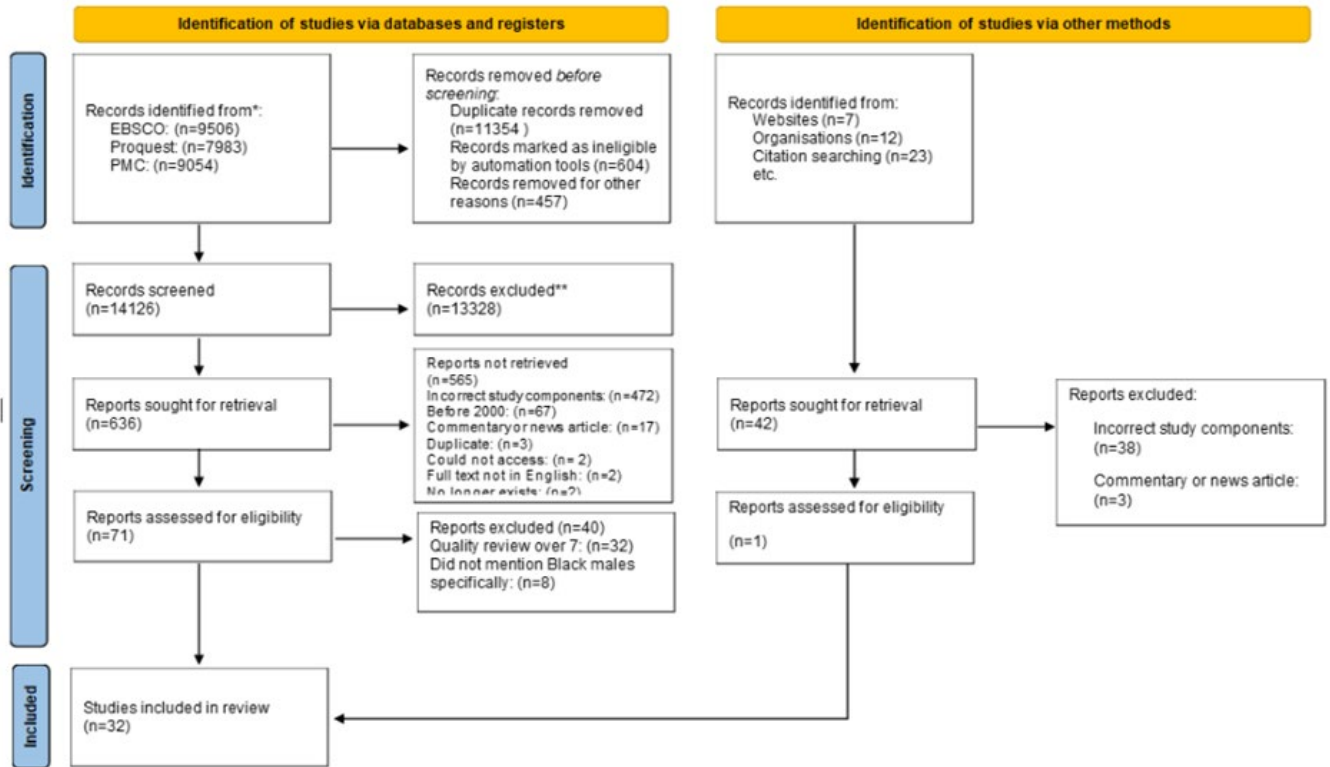 Identification of studies via databases and registers
Identification of studies via other methods
Identification
Records identified from*:
EBSCO: (n=9506)
Proquest: (n=7983)
PMC: (n=9054)
Records removed before
screening:
Duplicate records removed
(n=11354 )
Records marked as ineligible
by automation tools (n=604)
Records removed for other
reasons (n=457)
Records identified from:
Websites (n=7)
Organisations (n=12)
Citation searching (n=23)
etc.
Screening
Records screened
(n=14126)
Records excluded**
(n=13328)
Reports sought for retrieval
(n=636)
Reports not retrieved
(n=565)
Incorrect study components: (n=472)
Before 2000: (n=67)
Commentary or news article: (n=17)
Duplicate: (n=3)
Could not access: (n= 2)
Full text not in English: (n=2)
No longer exists: (n=2)
Reports sought for retrieval
(n=42)
Reports excluded:
Incorrect study components:
(n=38)
Commentary or news article:
(n=3)
Reports assessed for eligibility
(n=71)
Reports excluded (n=40)
Quality review over 7: (n=32)
Did not mention Black males
specifically: (n=8)
Reports assessed for eligibility
(n=1)
Included
Studies included in review
(n=32)